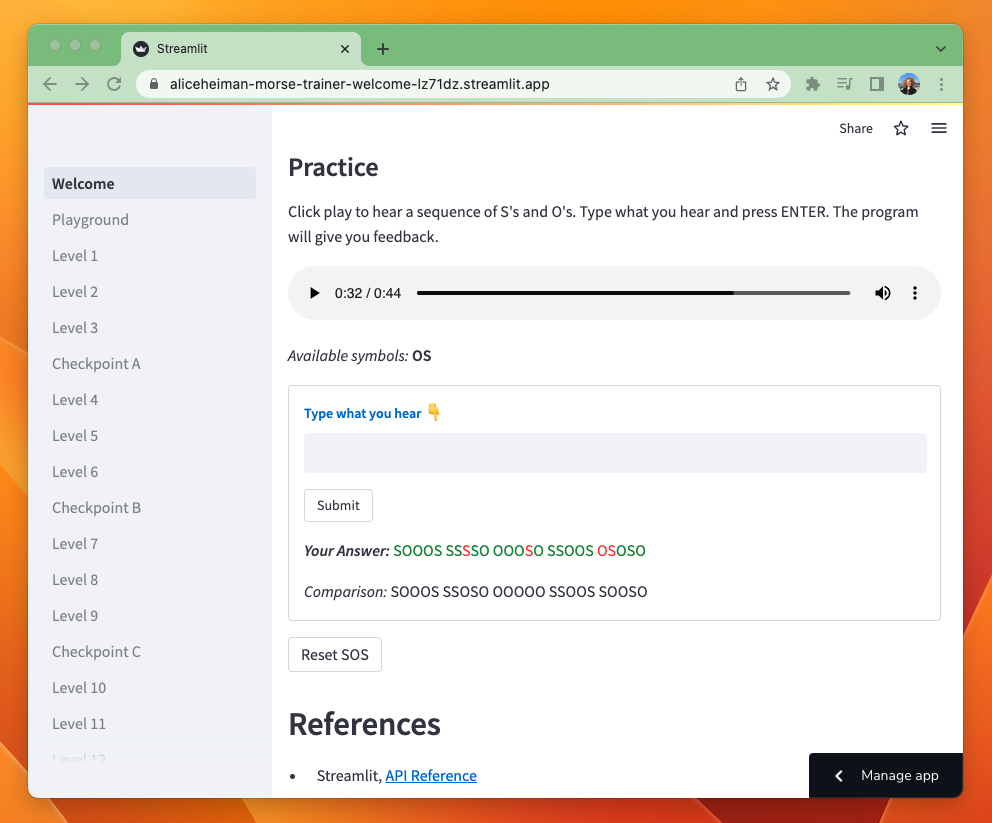 Streamlit
aliceheiman-morse-trainer-welcome-lz71dz.streamlit.app
Share
Welcome
Playground
Level 1
Level 2
Level 3
Checkpoint A
Level 4
Level 5
Level 6
Checkpoint B
Level 7
Level 8
Level 9
Checkpoint C
Level 10
Level 11
Level 12
Practice
Click play to hear a sequence of S's and O's. Type what you hear and press ENTER. The program
will give you feedback.
0:32 / 0:44
Available symbols: OS
Type what you hear 👇
Submit
Your Answer: SOOOS SSSSO OOOSO SSOOS OSOSO
Comparison: SOOOS SSOSO OOOOO SSOOS SOOSO
Reset SOS
References
• Streamlit, API Reference
Manage app